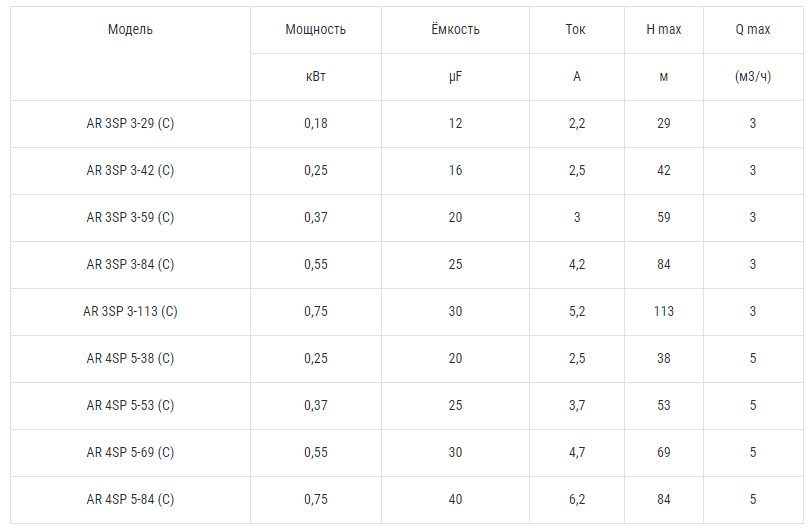 Модель Мощность Ёмкость Ток H max Q max
кВт µF А м (м3/ч)
AR 3SP 3-29 (С) 0,18 12 2,2 29 3
AR 3SP 3-42 (С) 0,25 16 2,5 42 3
AR 3SP 3-59 (С) 0,37 20 3 59 3
AR 3SP 3-84 (С) 0,55 25 4,2 84 3
AR 3SP 3-113 (С) 0,75 30 5,2 113 3
AR 4SP 5-38 (С) 0,25 20 2,5 38 5
AR 4SP 5-53 (С) 0,37 25 3,7 53 5
AR 4SP 5-69 (С) 0,55 30 4,7 69 5
AR 4SP 5-84 (С) 0,75 40 6,2 84 5